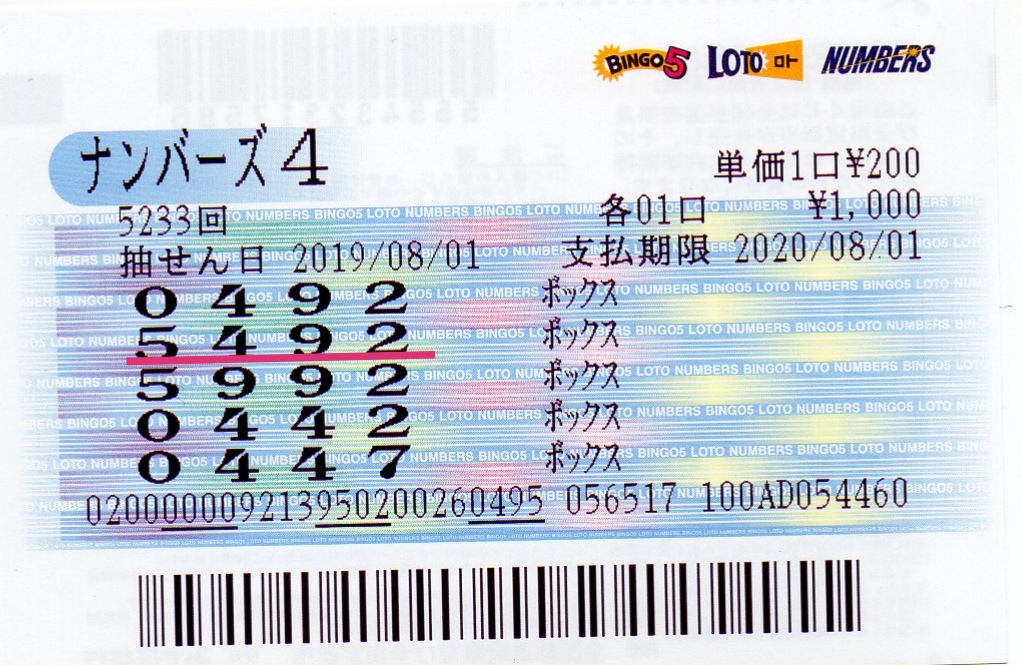 BINGO5 LOTO NUMBERS
ナンバーズ4
単価1口¥200
5233回
各01口 ¥1,000
抽せん日 2019/08/01 支払期限 2020/08/01
0 4 9 2 ボックス
5 4 9 2 ボックス
5 9 9 2 ボックス
0 4 4 2 ボックス
0 4 4 7 ボックス
0200000009213950200260495 056517 100AD054460